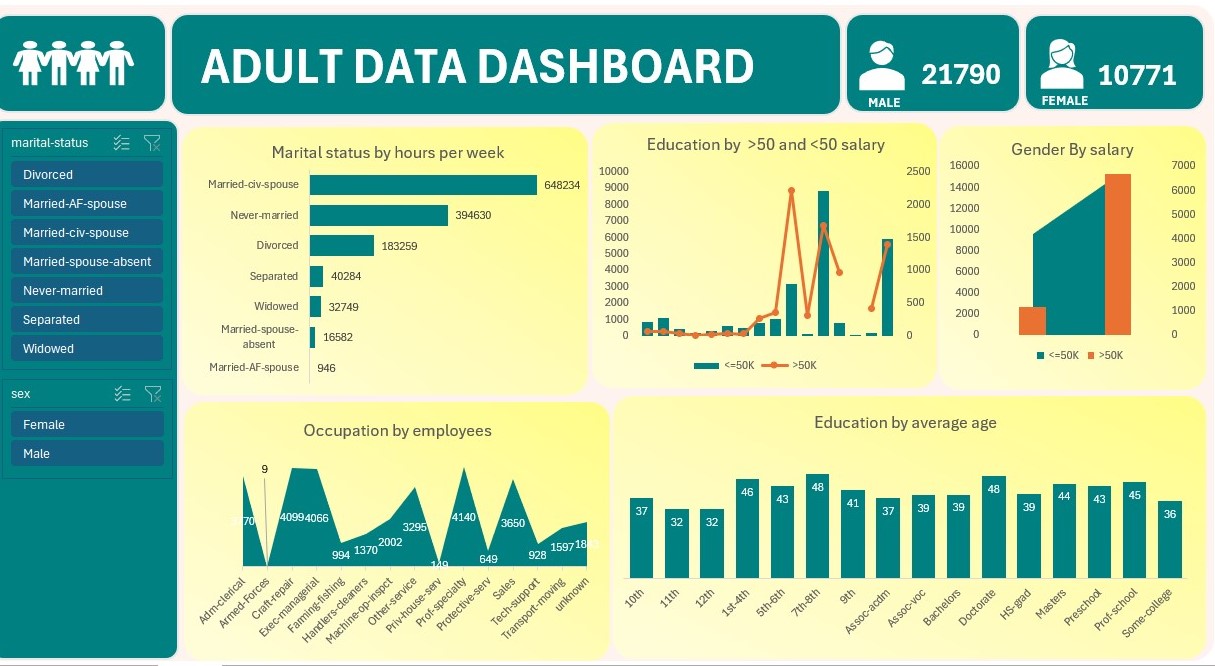 ADULT DATA DASHBOARD
21790
MALE
10771
FEMALE
marital-status
Divorced
Married-AF-spouse
Married-civ-spouse
Married-spouse-absent
Never-married
Separated
Widowed
sex
Female
Male
Marital status by hours per week
Married-civ-spouse 648234
Never-married 394630
Divorced 183259
Separated 40284
Widowed 32749
Married-spouse-
absent 16582
Married-AF-spouse 946
Education by >50 and <50 salary
10000 2500
9000
8000 2000
7000
6000 1500
5000
4000 1000
3000
2000 500
1000
0 0
<=50K >50K
Gender By salary
16000 7000
14000 6000
12000 5000
10000 4000
8000
6000 3000
4000 2000
2000 1000
0 0
<=50K >50K
Occupation by employees
9
4099 4066 994 1370 2002 3295 149 4140 649 3650 928 1597
Adm-clerical
Armed-Forces
Craft-repair
Exec-managerial
Farming-fishing
Handlers-cleaners
Machine-op-inspct
Other-service
Priv-house-serv
Prof-specialty
Protective-serv
Sales
Tech-support
Transport-moving
unknown
Education by average age
37 32 32 46 43 48 41 37 39 39 48 39 44 43 45 36
10th
11th
12th
1st-4th
5th-6th
7th-8th
9th
Assoc-acdm
Assoc-voc
Bachelors
Doctorate
HS-grad
Masters
Preschool
Prof-school
Some-college